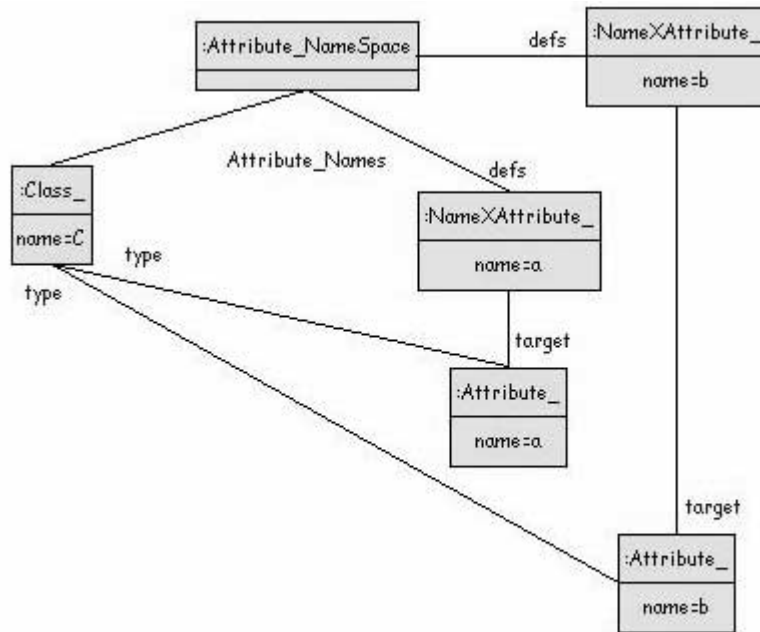 :Attribute_NameSpace
defs
:NameXAttribute_
name=b
Attribute_Names
defs
:Class_
name=C
:NameXAttribute_
name=a
type
type
target
:Attribute_
name=a
target
:Attribute_
name=b